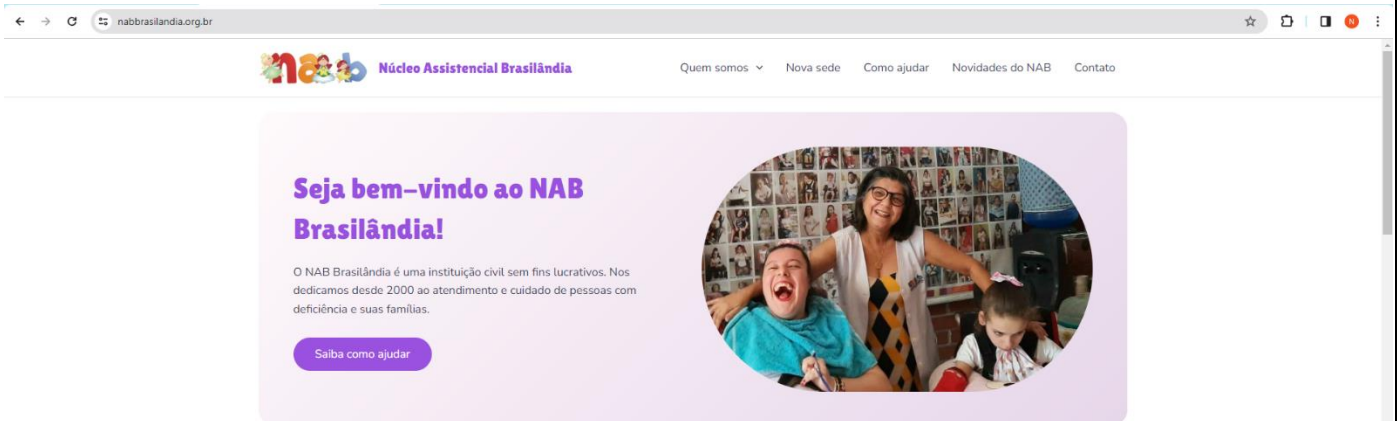 nabbrasilandia.org.br
N
nab
Núcleo Assistencial Brasilândia
Quem somos
Nova sede
Como ajudar
Novidades do NAB
Contato
Seja bem-vindo ao NAB
Brasilândia!
O NAB Brasilândia é uma instituição civil sem fins lucrativos. Nos
dedicamos desde 2000 ao atendimento e cuidado de pessoas com
deficiência e suas famílias.
Saiba como ajudar